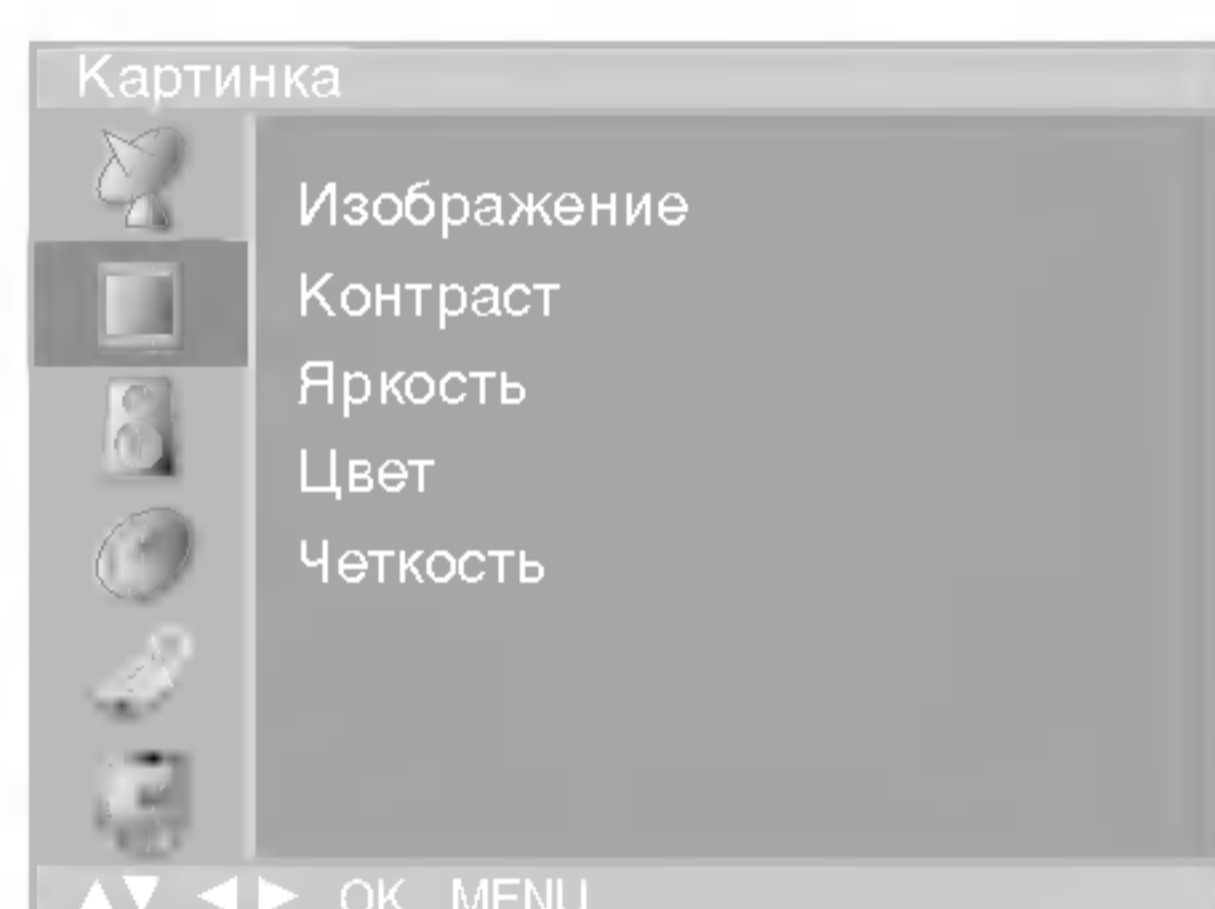 Картинка
Изображение
Контраст
Яркость
Цвет
Четкость
▲▼ ◄ ► OK MENU